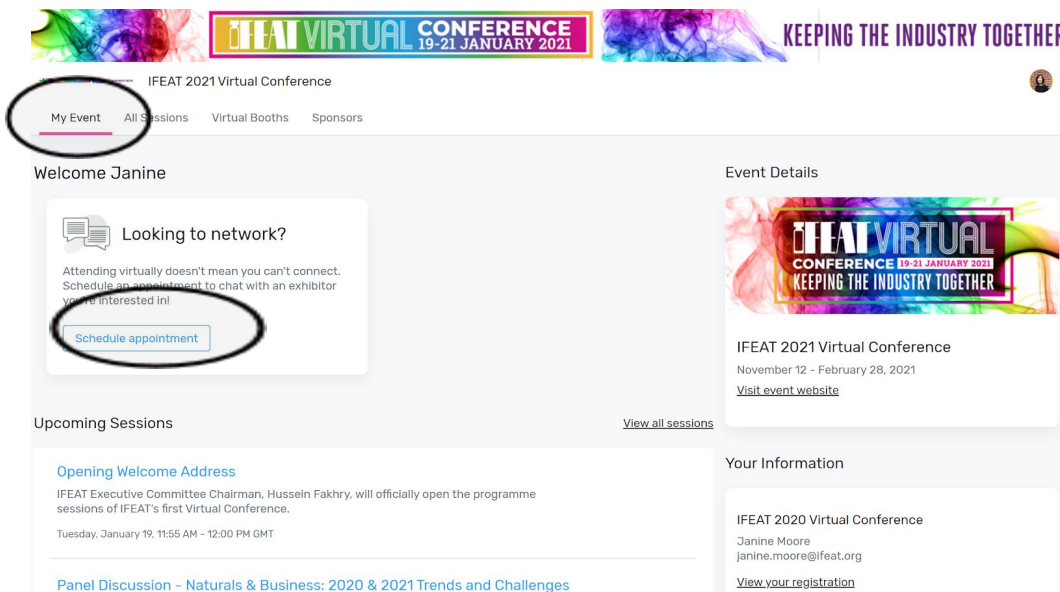 IFEAT VIRTUAL CONFERENCE
19-21 JANUARY 2021
KEEPING THE INDUSTRY TOGETHER
IFEAT 2021 Virtual Conference
My Event All Sessions Virtual Booths Sponsors
Welcome Janine
Looking to network?
Attending virtually doesn't mean you can't connect.
Schedule an appointment to chat with an exhibitor
you're interested in!
Schedule appointment
Upcoming Sessions View all sessions
Opening Welcome Address
IFEAT Executive Committee Chairman, Hussein Fakhry, will officially open the programme
sessions of IFEAT's first Virtual Conference.
Tuesday, January 19, 11:55 AM - 12:00 PM GMT
Panel Discussion - Naturals & Business: 2020 & 2021 Trends and Challenges
Event Details
IFEAT VIRTUAL
CONFERENCE 19-21 JANUARY 2021
KEEPING THE INDUSTRY TOGETHER
IFEAT 2021 Virtual Conference
November 12 - February 28, 2021
Visit event website
Your Information
IFEAT 2020 Virtual Conference
Janine Moore
janine.moore@ifeat.org
View your registration